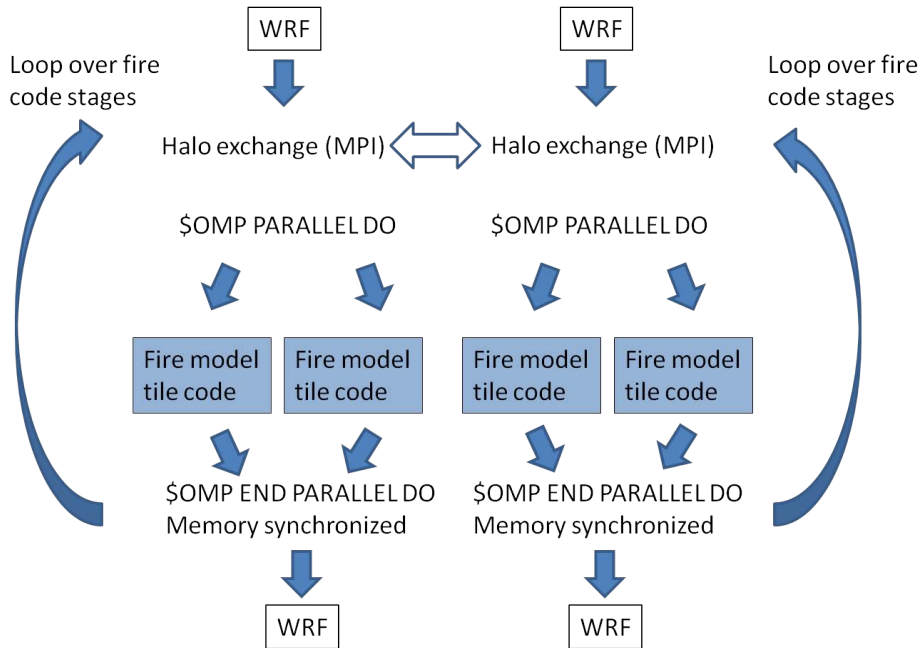 WRF
WRF
Loop over fire
code stages
Loop over fire
code stages
Halo exchange (MPI)
Halo exchange (MPI)
$OMP PARALLEL DO
$OMP PARALLEL DO
Fire model
tile code
Fire model
tile code
Fire model
tile code
Fire model
tile code
$OMP END PARALLEL DO
Memory synchronized
$OMP END PARALLEL DO
Memory synchronized
WRF
WRF